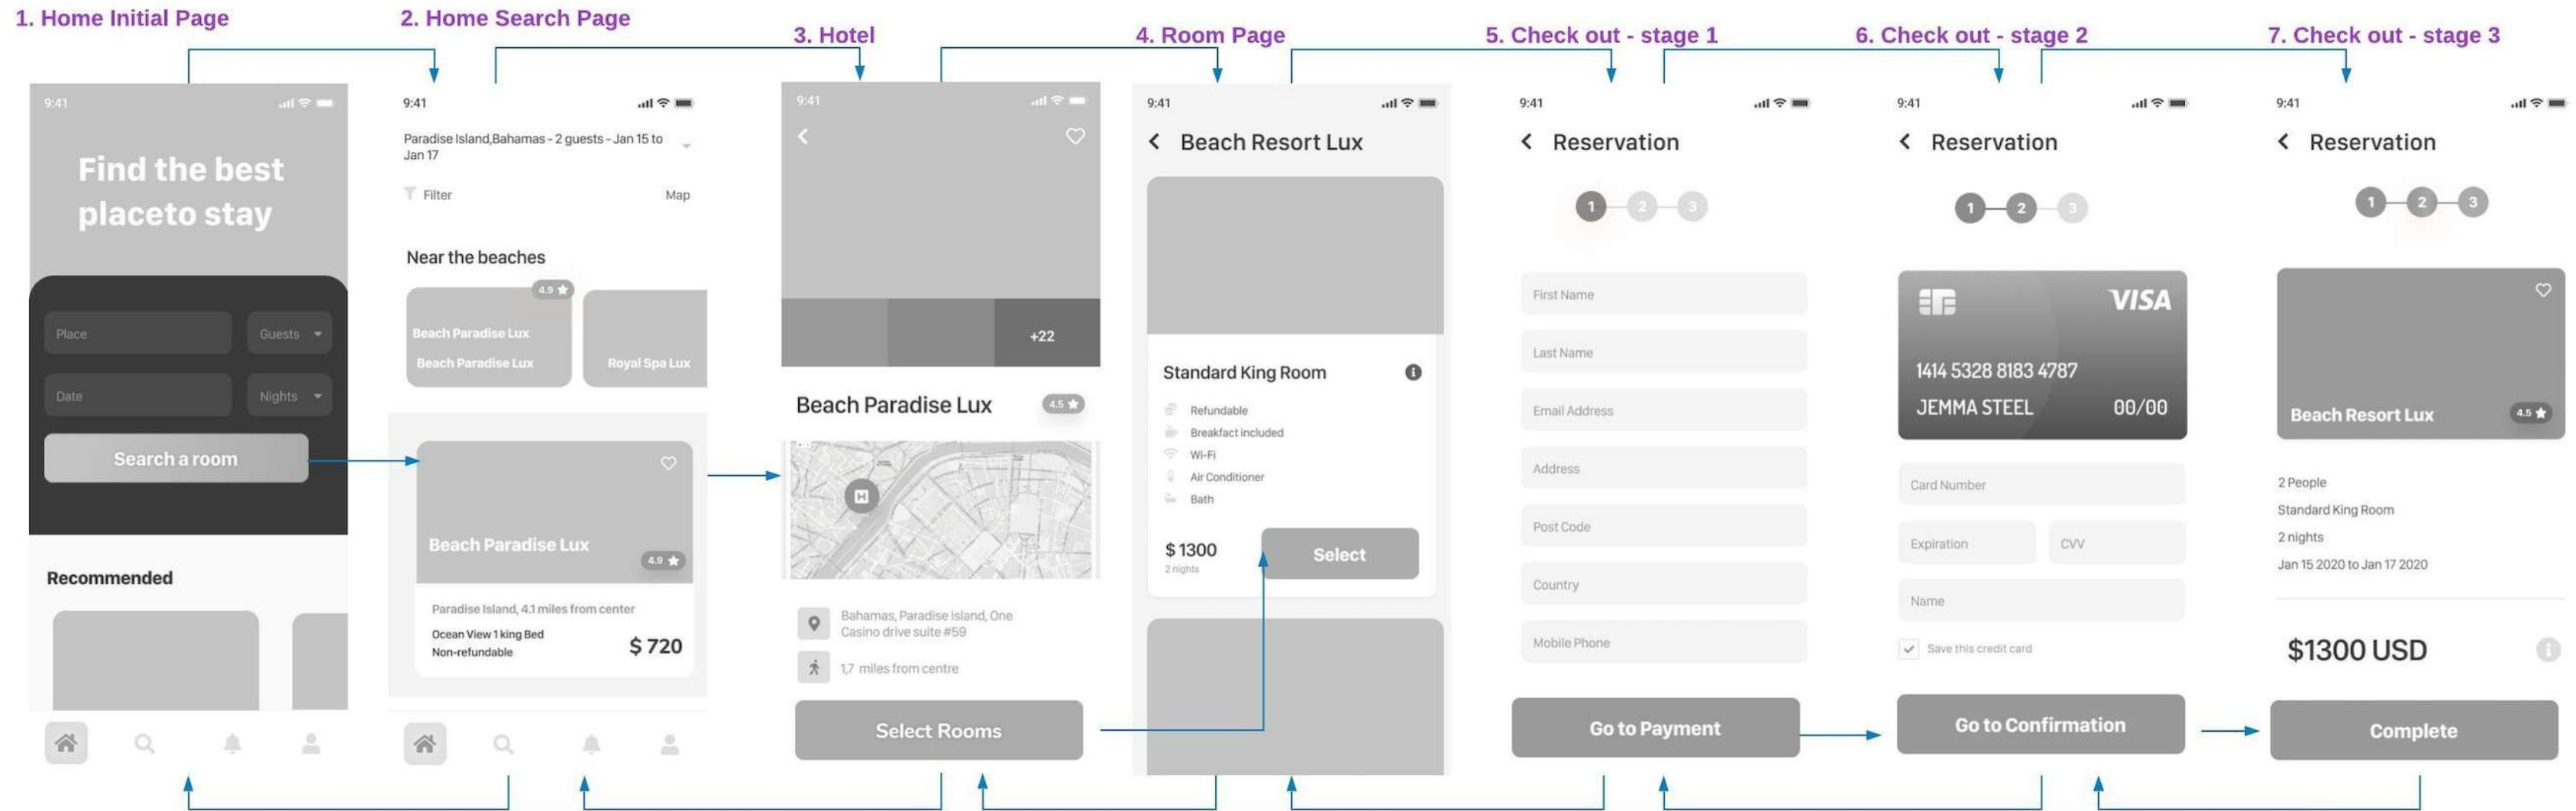 1. Home Initial Page
9:41
Find the best
placeto stay
Place
Guests
Date
Nights
Search a room
Recommended
2. Home Search Page
9:41
Paradise Island,Bahamas - 2 guests - Jan 15 to
Jan 17
Filter
Map
Near the beaches
4.9
Beach Paradise Lux
Beach Paradise Lux
Royal Spa Lux
Beach Paradise Lux
4.9
Paradise Island, 4.1 miles from center
Ocean View 1 king Bed
Non-refundable
$ 720
3. Hotel
9:41
+22
Beach Paradise Lux
4.5
H
Bahamas, Paradise island, One
Casino drive suite #59
1,7 miles from centre
Select Rooms
4. Room Page
9:41
Beach Resort Lux
Standard King Room
i
Refundable
Breakfact included
Wi-Fi
Air Conditioner
Bath
$ 1300
2 nights
Select
5. Check out - stage 1
9:41
Reservation
1 2 3
First Name
Last Name
Email Address
Address
Post Code
Country
Mobile Phone
Go to Payment
6. Check out - stage 2
9:41
Reservation
1 2 3
VISA
1414 5328 8183 4787
JEMMA STEEL 00/00
Card Number
Expiration
CVV
Name
Save this credit card
Go to Confirmation
7. Check out - stage 3
9:41
Reservation
1 2 3
Beach Resort Lux
4.5
2 People
Standard King Room
2 nights
Jan 15 2020 to Jan 17 2020
$1300 USD
i
Complete